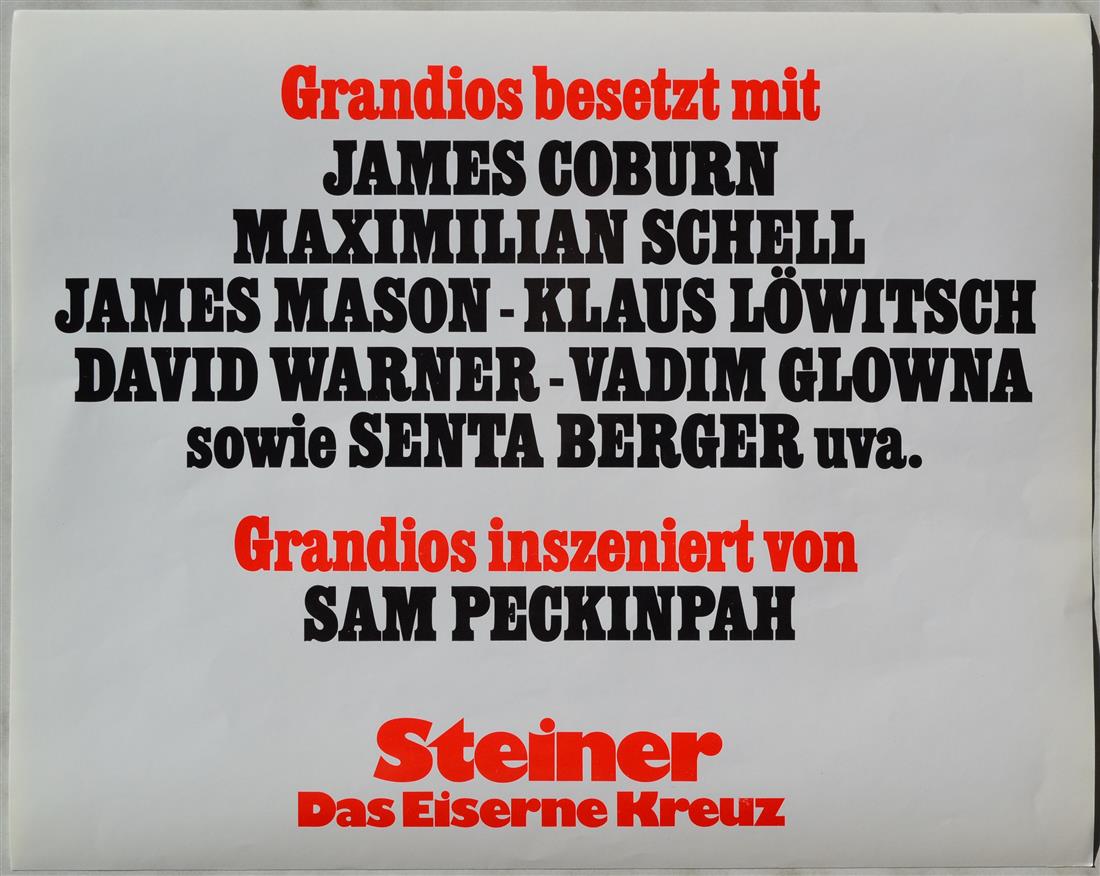 Grandios besetzt mit
JAMES COBURN
MAXIMILIAN SCHELL
JAMES MASON - KLAUS LÖWITSCH
DAVID WARNER - VADIM GLOWNA
sowie SENTA BERGER uva.
Grandios inszeniert von
SAM PECKINPAH
Steiner
Das Eiserne Kreuz